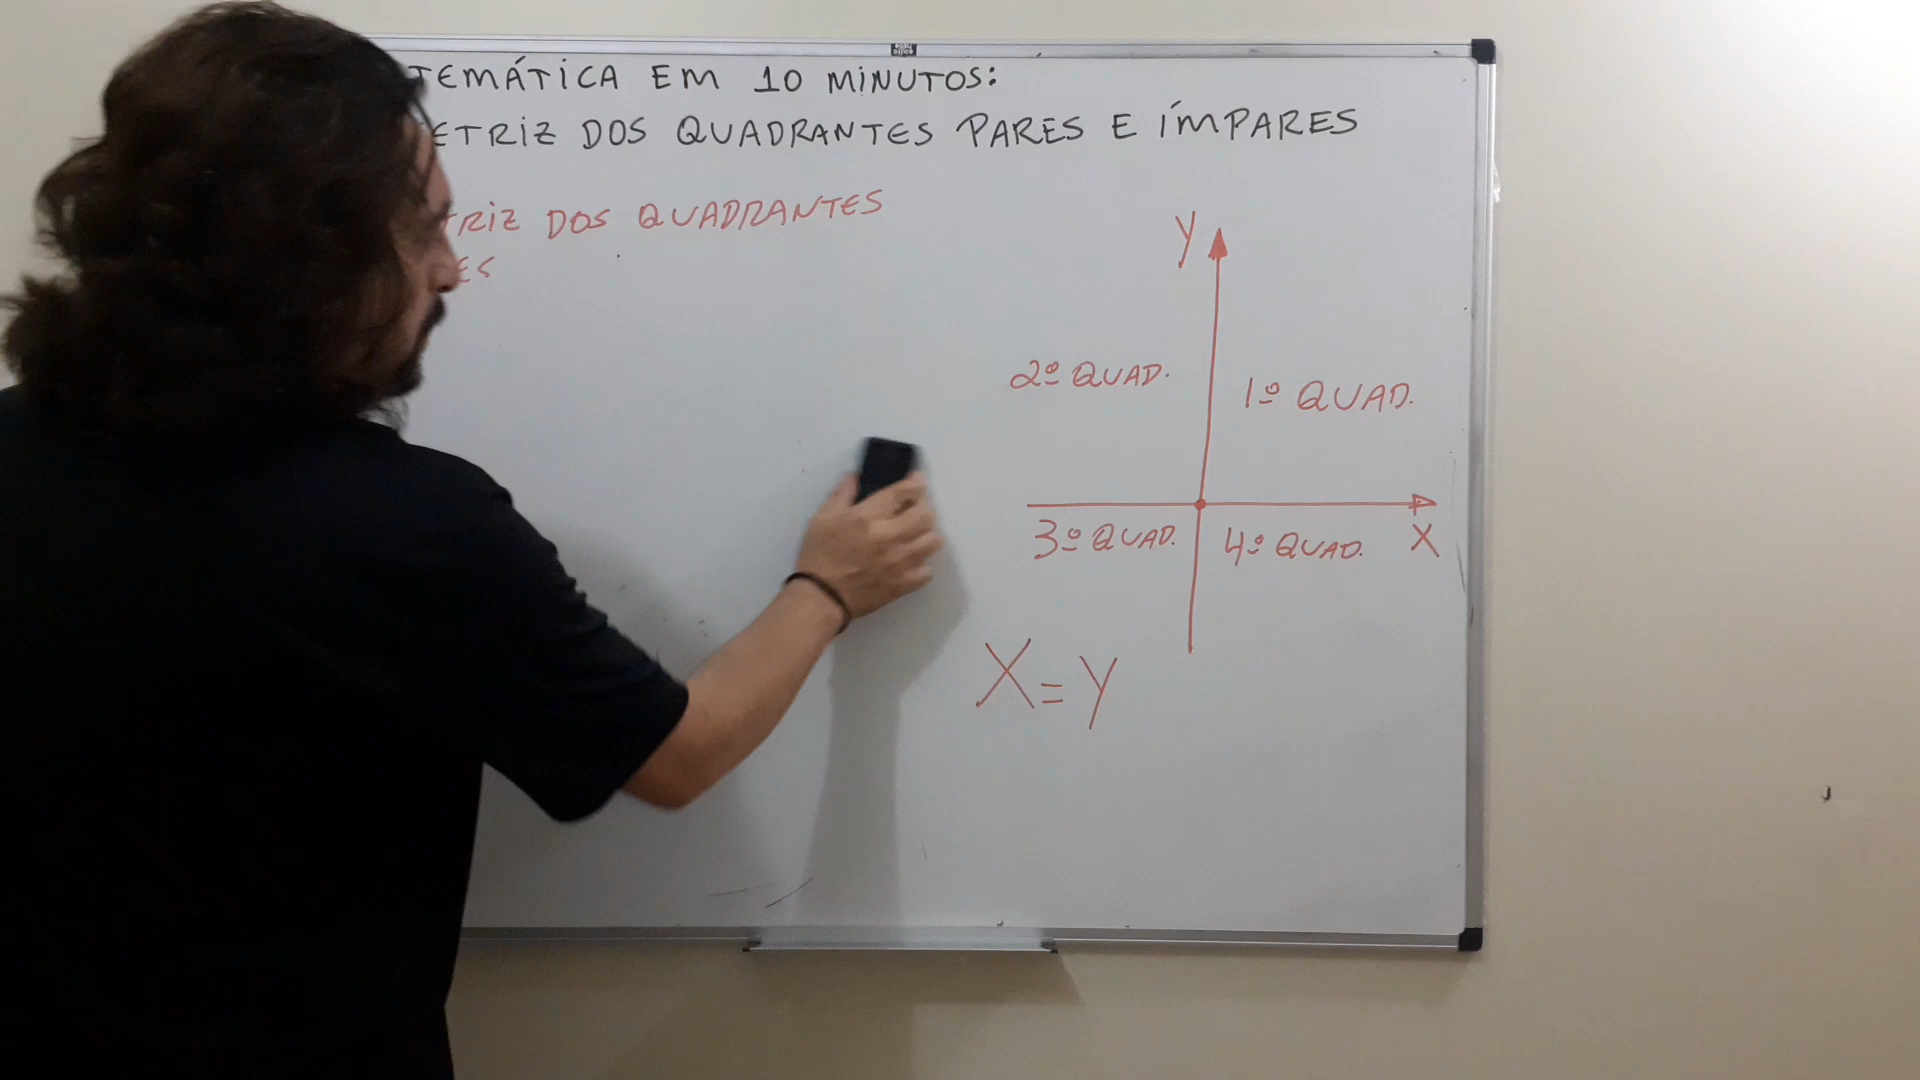 TEMÁTICA EM 10 MINUTOS:
ETRIZ DOS QUADRANTES PARES E ÍMPARES
TRIZ DOS QUADRANTES
ES
Y
2º QUAD.
1º QUAD.
3º QUAD.
4º QUAD.
X
X=Y